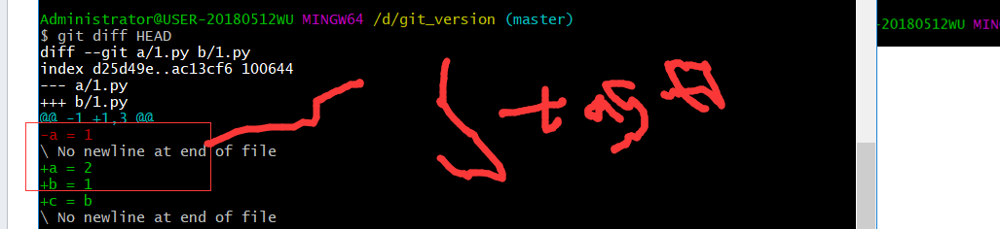 Administrator@USER-20180512WU MINGW64 /d/git_version (master)
$ git diff HEAD
diff --git a/1.py b/1.py
index d25d49e..ac13cf6 100644
--- a/1.py
+++ b/1.py
@@ -1 +1,3 @@
-a = 1
\ No newline at end of file
+a = 2
+b = 1
+c = b
\ No newline at end of file
-20180512WU MIN